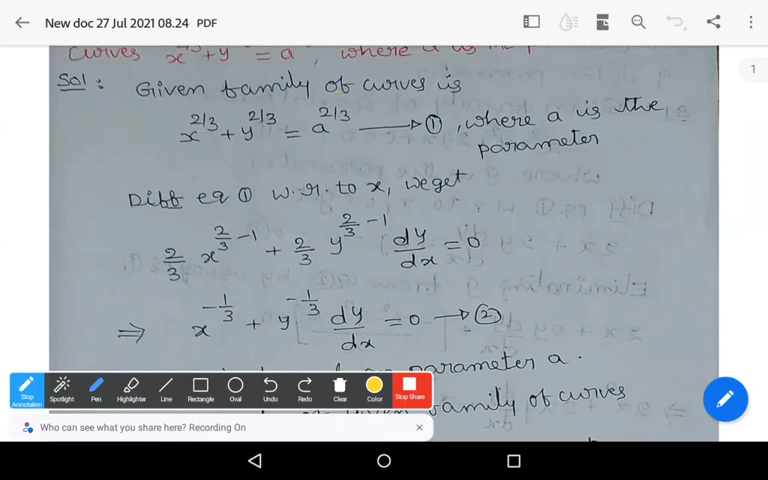 New doc 27 Jul 2021 08.24 PDF
Curves x^2/3 + y = a, where a is the
1
Sol: Given family of curves is
x^2/3 + y^2/3 = a^2/3 → ①, where a is the
parameter
Diff eq ① w.r.to x, we get
2/3 x^(2/3 -1) + 2/3 y^(2/3 -1) dy/dx = 0
⇒ x^(-1/3) + y^(-1/3) dy/dx = 0 → ②
parameter a.
given family of curves
Stop Annotation Spotlight Pen Highlighter Line Rectangle Oval Undo Redo Clear Color Stop Share
Who can see what you share here? Recording On